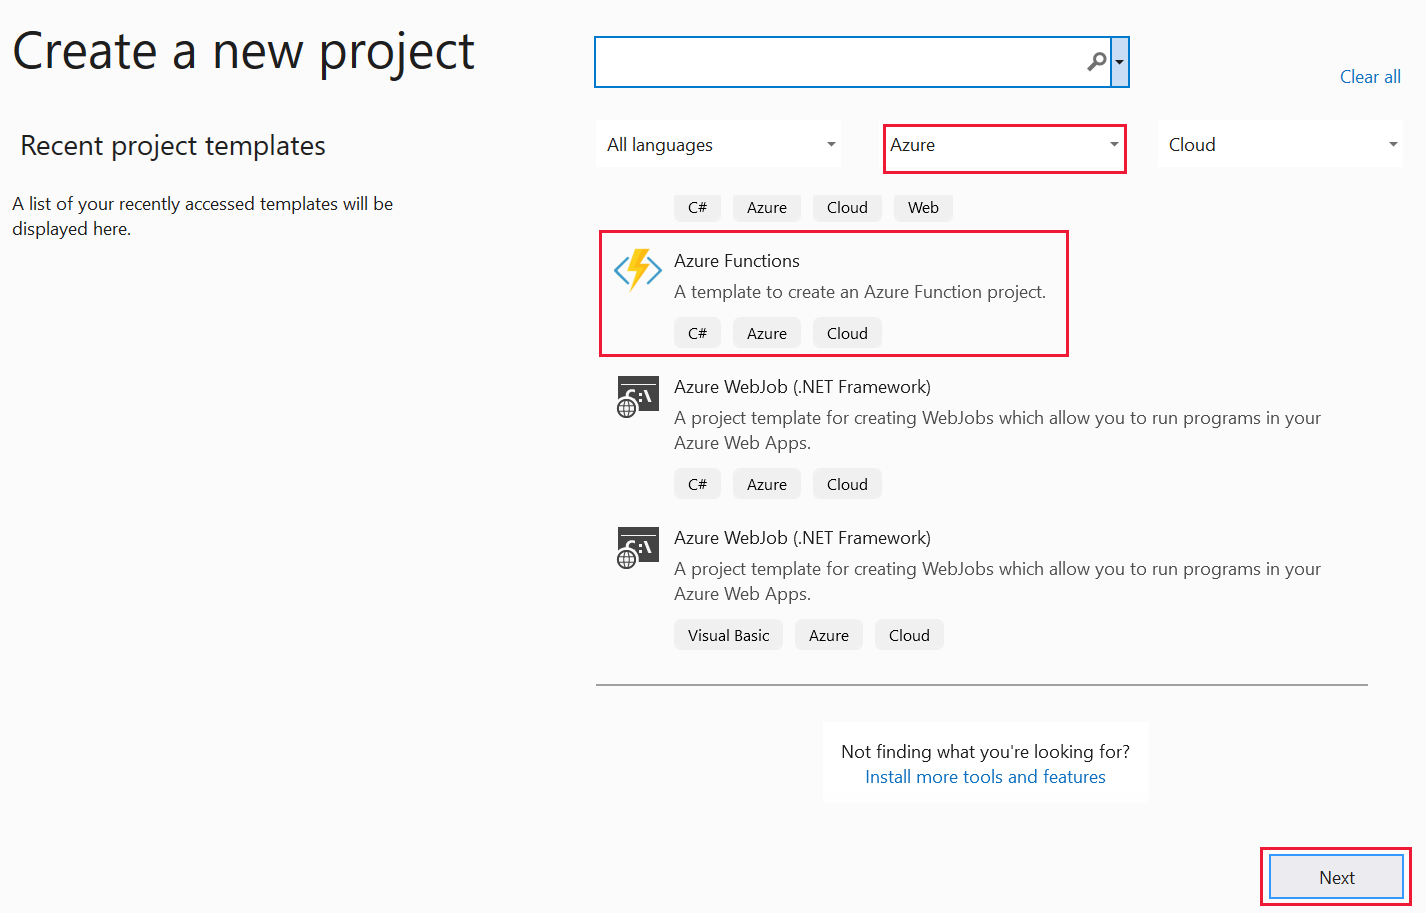 Create a new project
Clear all
Recent project templates
A list of your recently accessed templates will be
displayed here.
All languages
Azure
Cloud
C#
Azure
Cloud
Web
Azure Functions
A template to create an Azure Function project.
C#
Azure
Cloud
Azure WebJob (.NET Framework)
A project template for creating WebJobs which allow you to run programs in your
Azure Web Apps.
C#
Azure
Cloud
Azure WebJob (.NET Framework)
A project template for creating WebJobs which allow you to run programs in your
Azure Web Apps.
Visual Basic
Azure
Cloud
Not finding what you're looking for?
Install more tools and features
Next